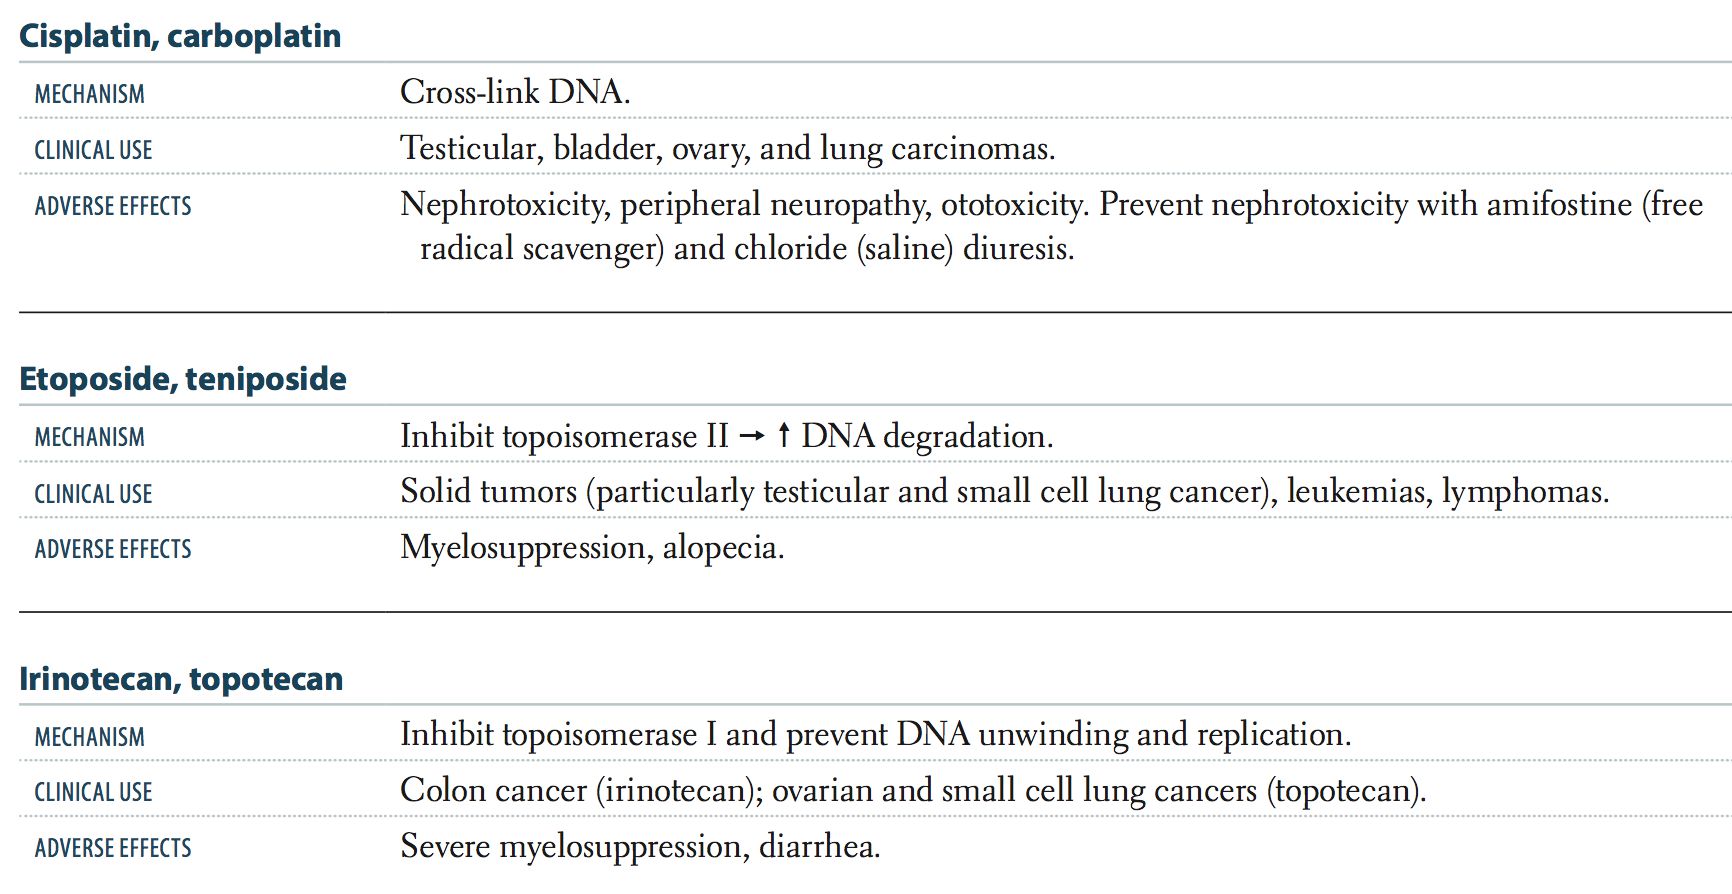 Cisplatin, carboplatin
MECHANISM Cross-link DNA.
CLINICAL USE Testicular, bladder, ovary, and lung carcinomas.
ADVERSE EFFECTS Nephrotoxicity, peripheral neuropathy, ototoxicity. Prevent nephrotoxicity with amifostine (free
radical scavenger) and chloride (saline) diuresis.
Etoposide, teniposide
MECHANISM Inhibit topoisomerase II → ↑ DNA degradation.
CLINICAL USE Solid tumors (particularly testicular and small cell lung cancer), leukemias, lymphomas.
ADVERSE EFFECTS Myelosuppression, alopecia.
Irinotecan, topotecan
MECHANISM Inhibit topoisomerase I and prevent DNA unwinding and replication.
CLINICAL USE Colon cancer (irinotecan); ovarian and small cell lung cancers (topotecan).
ADVERSE EFFECTS Severe myelosuppression, diarrhea.